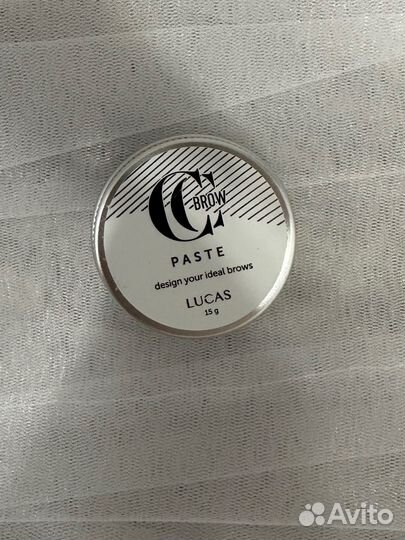 CC
BROW
PASTE
design your ideal brows
LUCAS
15 g
Avito